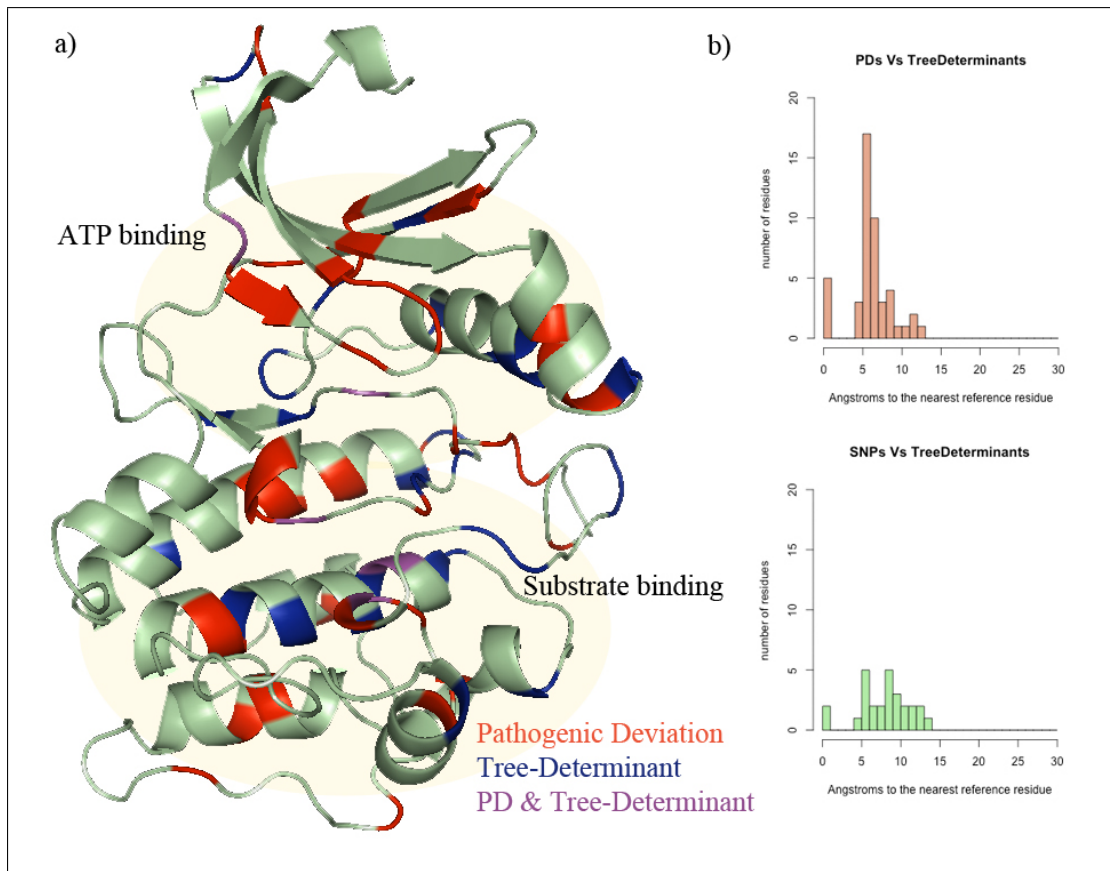 a)
ATP binding
Substrate binding
Pathogenic Deviation
Tree-Determinant
PD & Tree-Determinant
b)
PDs Vs TreeDeterminants
number of residues
20
15
10
5
0
0 5 10 15 20 25 30
Angstroms to the nearest reference residue
SNPs Vs TreeDeterminants
number of residues
20
15
10
5
0
0 5 10 15 20 25 30
Angstroms to the nearest reference residue